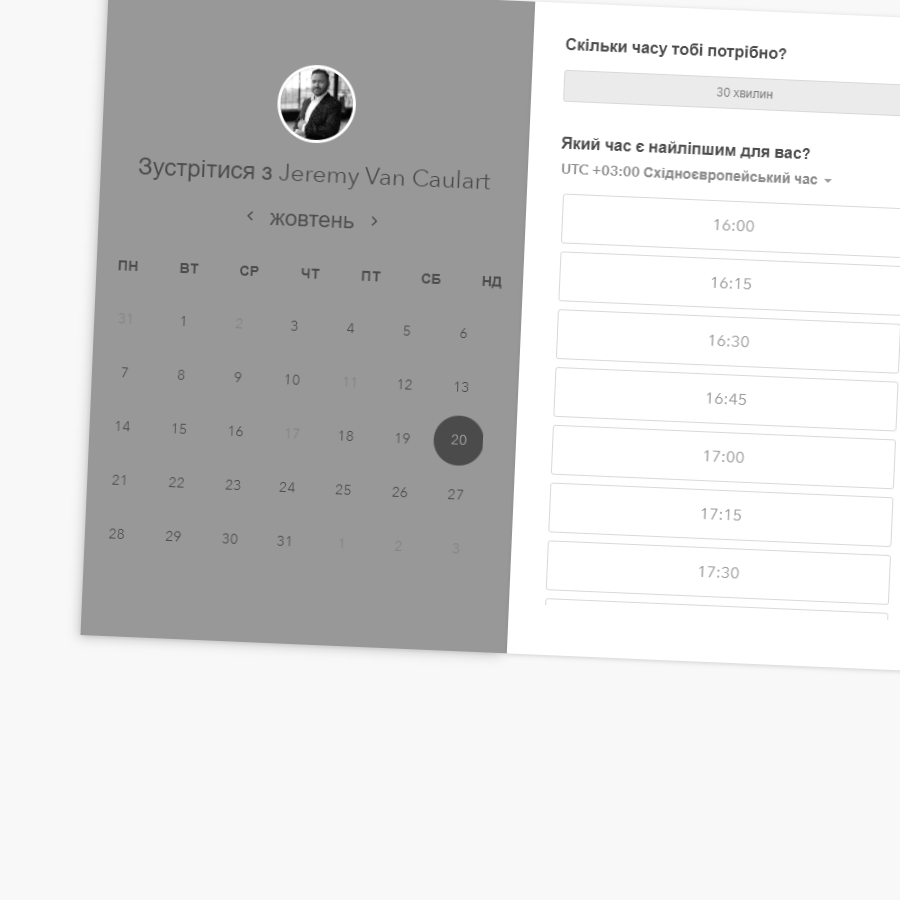 Зустрітися з Jeremy Van Caulart
жовтень
ПН ВТ СР ЧТ ПТ СБ НД
31 1 2 3 4 5 6
7 8 9 10 11 12 13
14 15 16 17 18 19 20
21 22 23 24 25 26 27
28 29 30 31 1 2 3
Скільки часу тобі потрібно?
30 хвилин
Який час є найліпшим для вас?
UTC +03:00 Східноєвропейський час
16:00
16:15
16:30
16:45
17:00
17:15
17:30